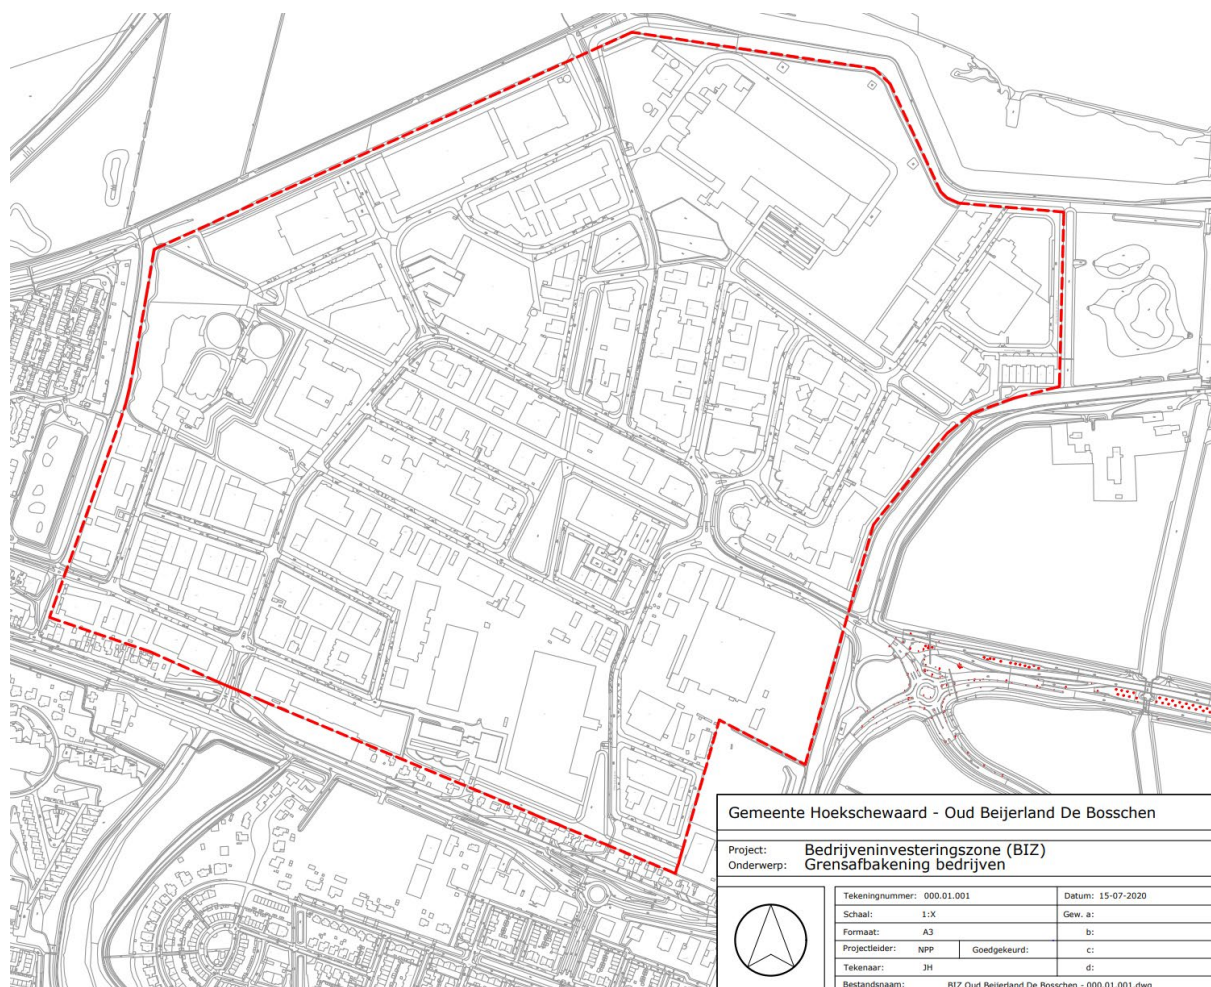 Gemeente Hoekschewaard - Oud Beijerland De Bosschen
Project: Bedrijveninvesteringszone (BIZ)
Onderwerp: Grensafbakening bedrijven
Tekeningnummer: 000.01.001 Datum: 15-07-2020
Schaal: 1:X Gew. a:
Formaat: A3 b:
Projectleider: NPP Goedgekeurd: c:
Tekenaar: JH d:
Bestandsnaam: BIZ Oud Beijerland De Bosschen - 000.01.001.dwg